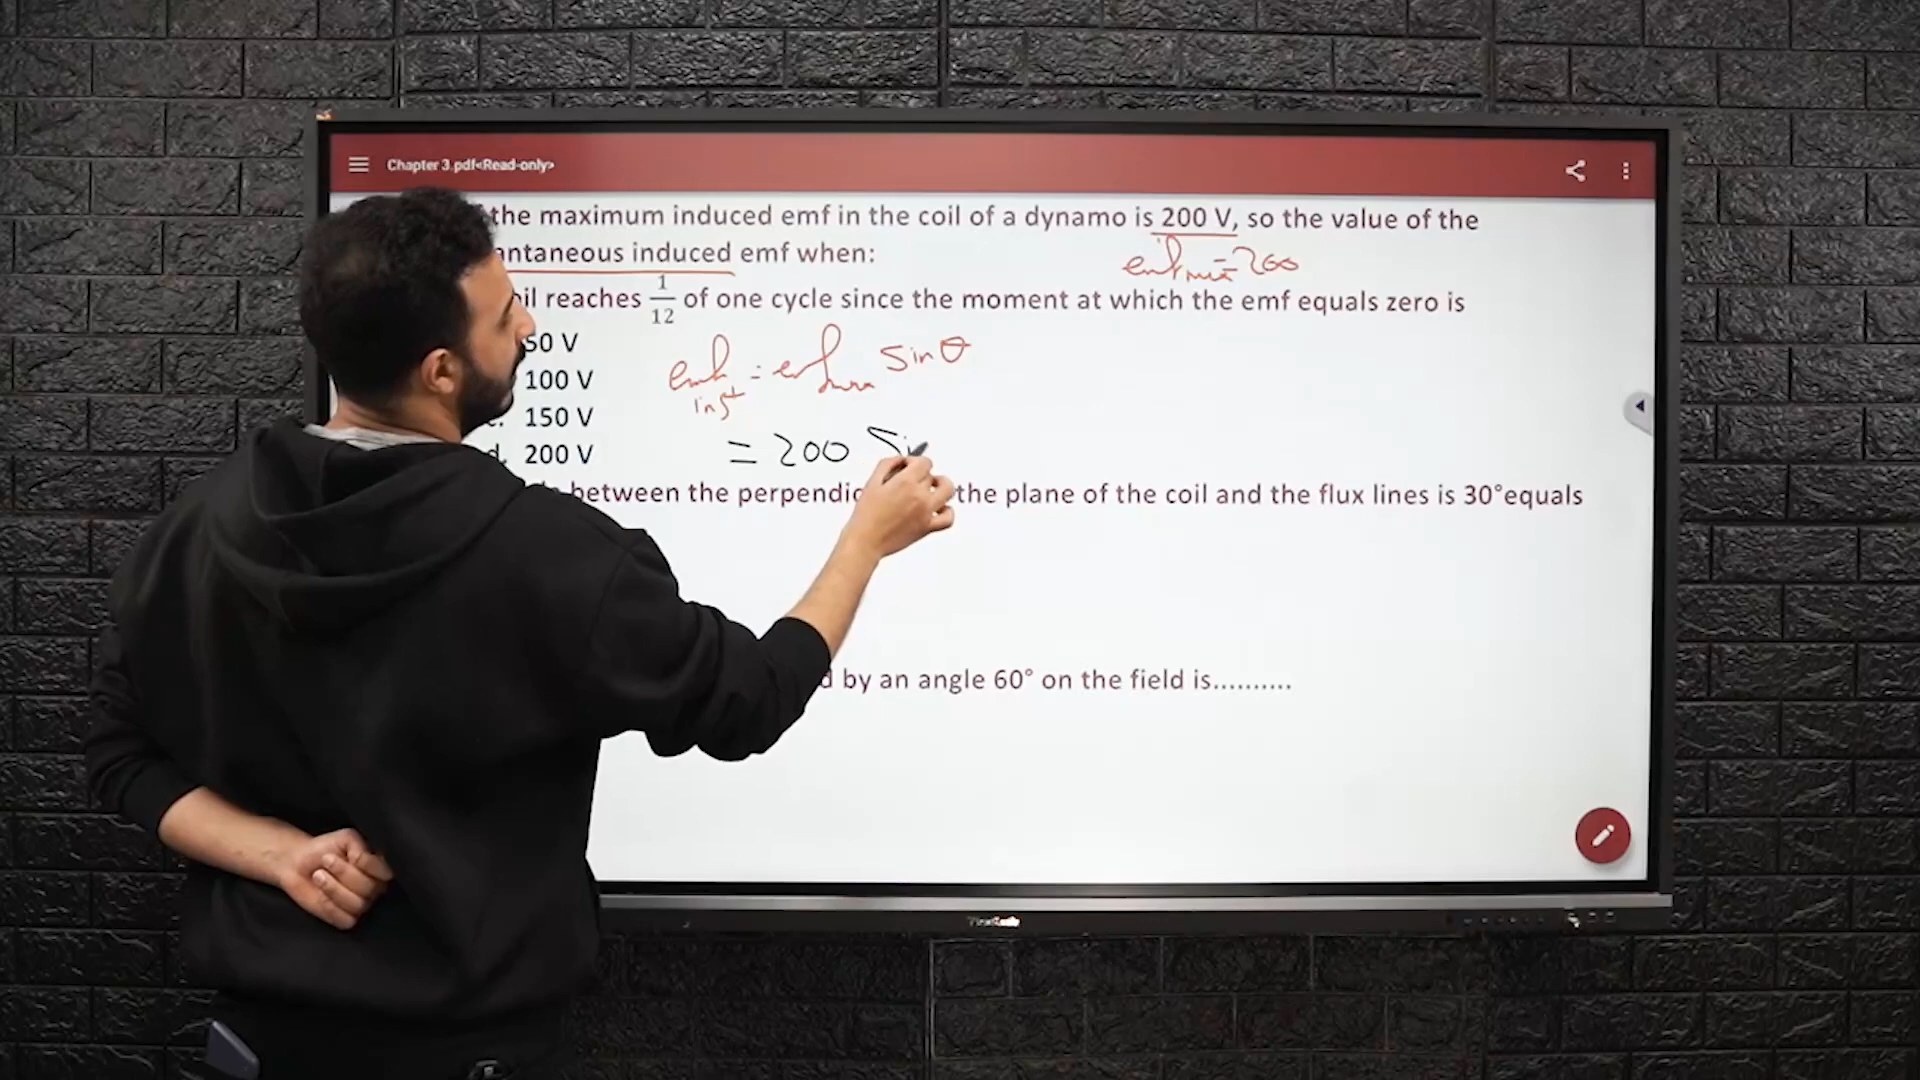 Chapter 3.pdf<Read-only>
the maximum induced emf in the coil of a dynamo is 200 V, so the value of the
antaneous induced emf when:
emf max = 200
il reaches 1/12 of one cycle since the moment at which the emf equals zero is
50 V
emf inst = emf max sin θ
100 V
150 V
d. 200 V
= 200 Si
between the perpendic the plane of the coil and the flux lines is 30°equals
d by an angle 60° on the field is..........
ViewSonic